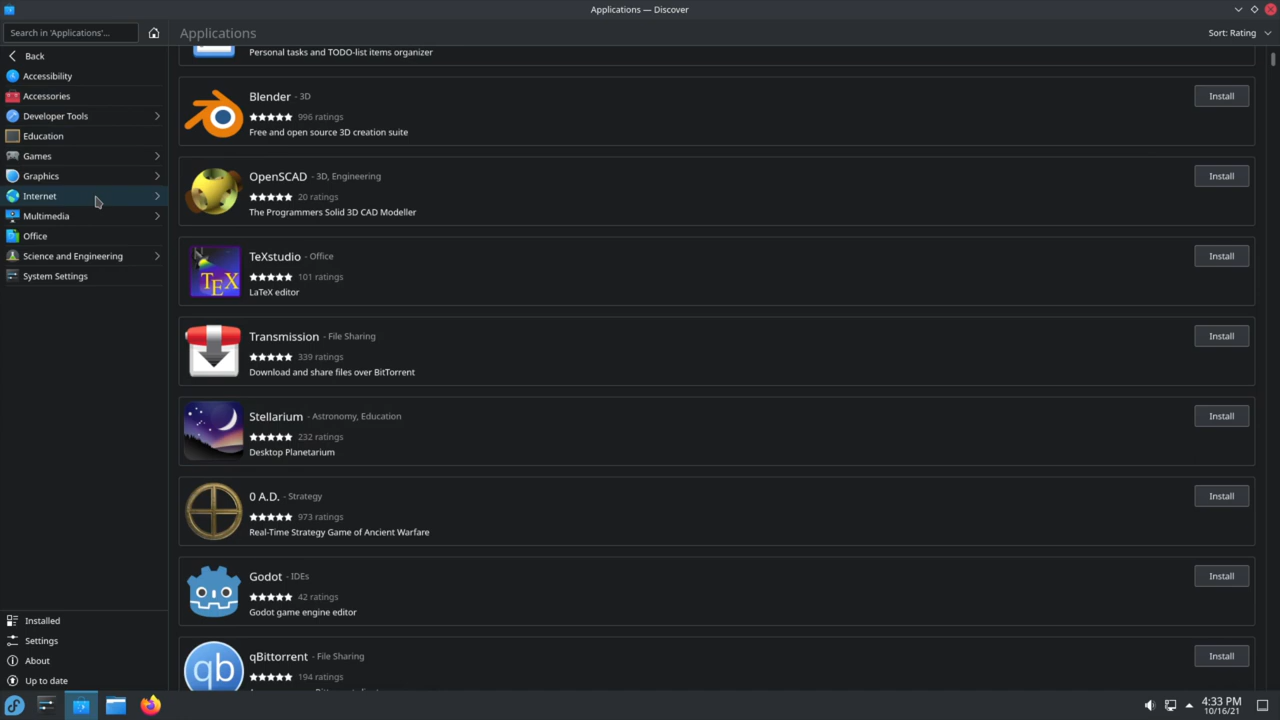 Applications — Discover
Search in 'Applications'...
Applications
Sort: Rating
Back
Accessibility
Accessories
Developer Tools
Education
Games
Graphics
Internet
Multimedia
Office
Science and Engineering
System Settings
Installed
Settings
About
Up to date
Personal tasks and TODO-list items organizer
Blender - 3D
996 ratings
Free and open source 3D creation suite
Install
OpenSCAD - 3D, Engineering
20 ratings
The Programmers Solid 3D CAD Modeller
Install
TEX
TeXstudio - Office
101 ratings
LaTeX editor
Install
Transmission - File Sharing
339 ratings
Download and share files over BitTorrent
Install
Stellarium - Astronomy, Education
232 ratings
Desktop Planetarium
Install
0 A.D. - Strategy
973 ratings
Real-Time Strategy Game of Ancient Warfare
Install
Godot - IDEs
42 ratings
Godot game engine editor
Install
qb
qBittorrent - File Sharing
194 ratings
Install
4:33 PM
10/16/21